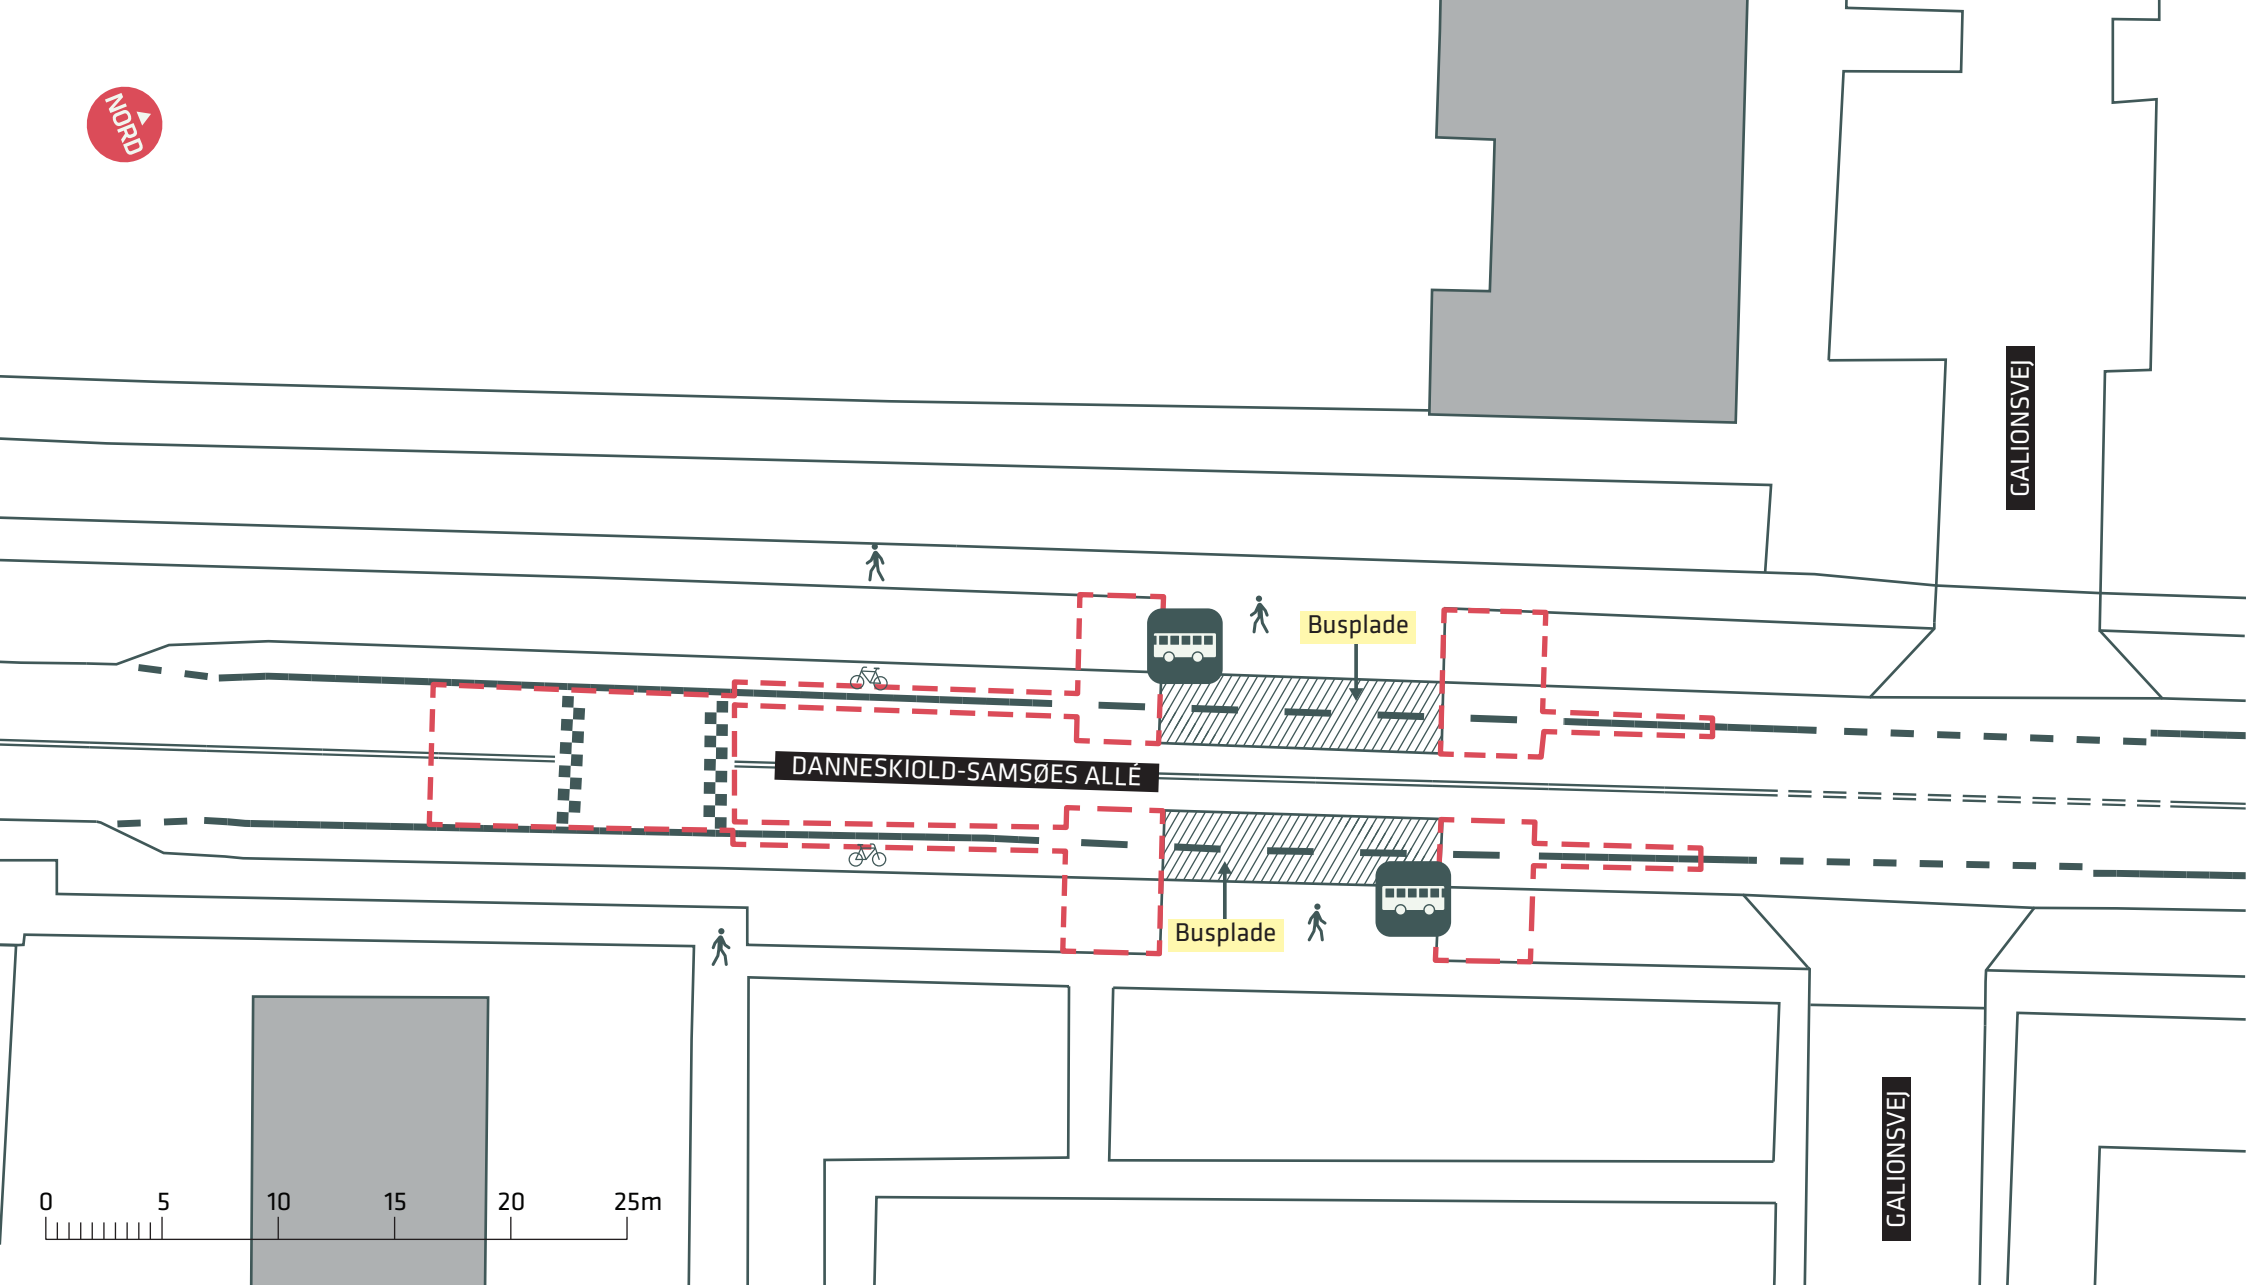 NORD
GALIONSVEJ
Busplade
DANNESKIOLD-SAMSØES ALLÉ
Busplade
GALIONSVEJ
0 5 10 15 20 25m